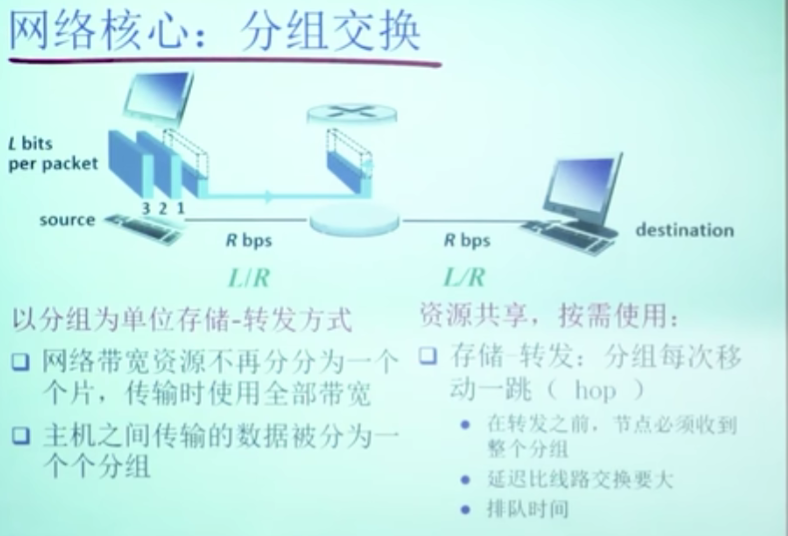 网络核心：分组交换
L bits
per packet
3 2 1
source
R bps
R bps
destination
L/R
L/R
以分组为单位存储-转发方式
❑ 网络带宽资源不再分分为一个
个片，传输时使用全部带宽
❑ 主机之间传输的数据被分为一
个个分组
资源共享，按需使用：
❑ 存储-转发：分组每次移
动一跳（ hop ）
● 在转发之前，节点必须收到
整个分组
● 延迟比线路交换要大
● 排队时间